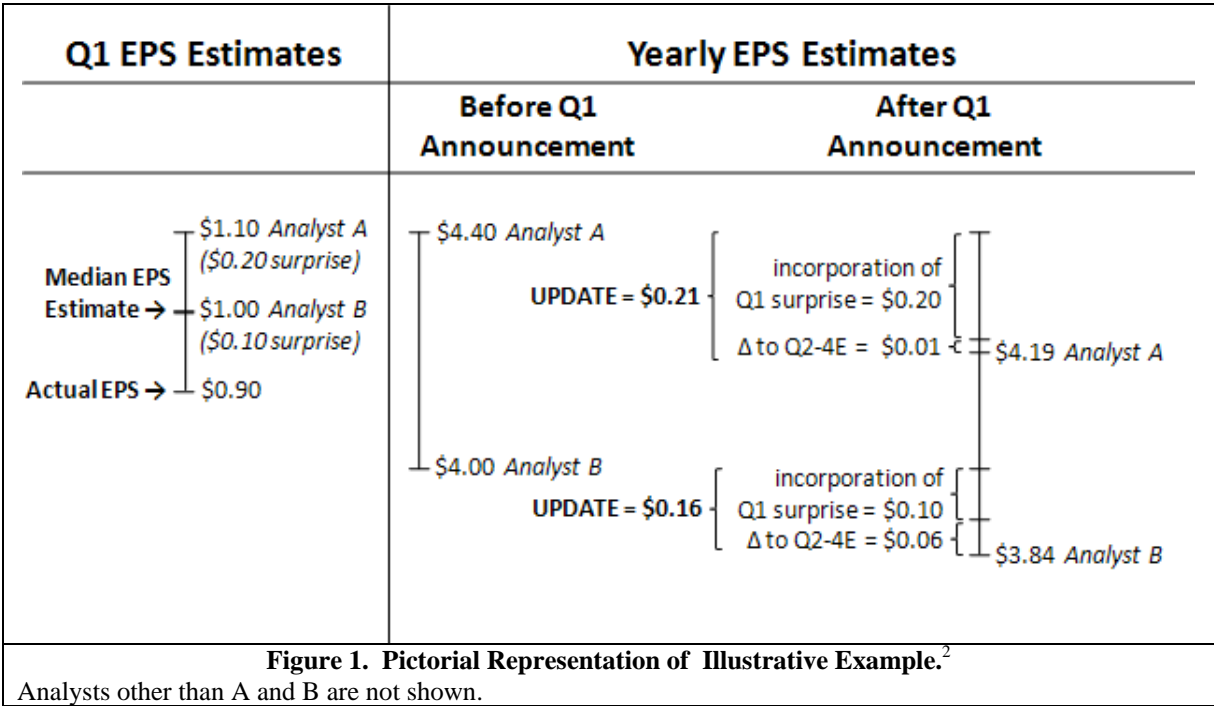 Q1 EPS Estimates
Yearly EPS Estimates
Before Q1
Announcement
After Q1
Announcement
$1.10 Analyst A
($0.20 surprise)
Median EPS
Estimate →
$1.00 Analyst B
($0.10 surprise)
Actual EPS →
$0.90
$4.40 Analyst A
UPDATE = $0.21
incorporation of
Q1 surprise = $0.20
Δ to Q2-4E = $0.01
$4.19 Analyst A
$4.00 Analyst B
UPDATE = $0.16
incorporation of
Q1 surprise = $0.10
Δ to Q2-4E = $0.06
$3.84 Analyst B
Figure 1. Pictorial Representation of Illustrative Example.2
Analysts other than A and B are not shown.